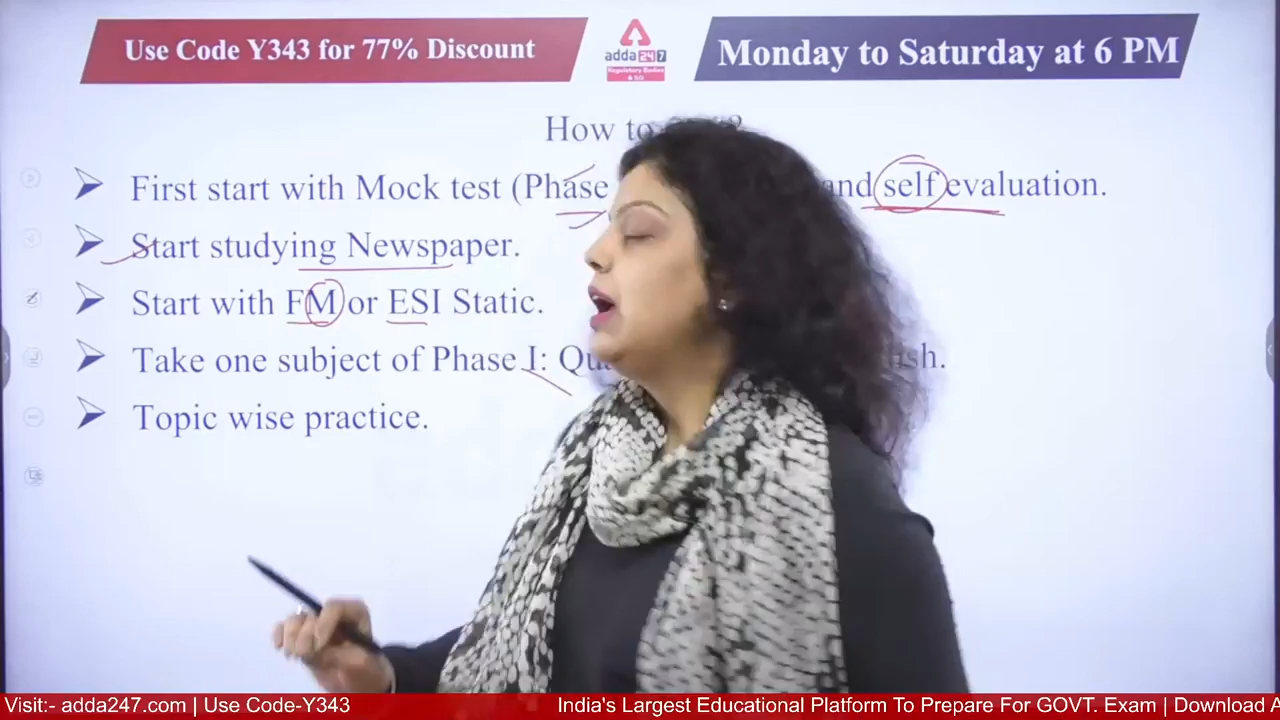 Use Code Y343 for 77% Discount
adda247
Regulatory Bodies
& SO
Monday to Saturday at 6 PM
How to
First start with Mock test (Phase and self evaluation.
Start studying Newspaper.
Start with FM or ESI Static.
Take one subject of Phase I:
Topic wise practice.
Visit:- adda247.com | Use Code-Y343
India's Largest Educational Platform To Prepare For GOVT. Exam | Download